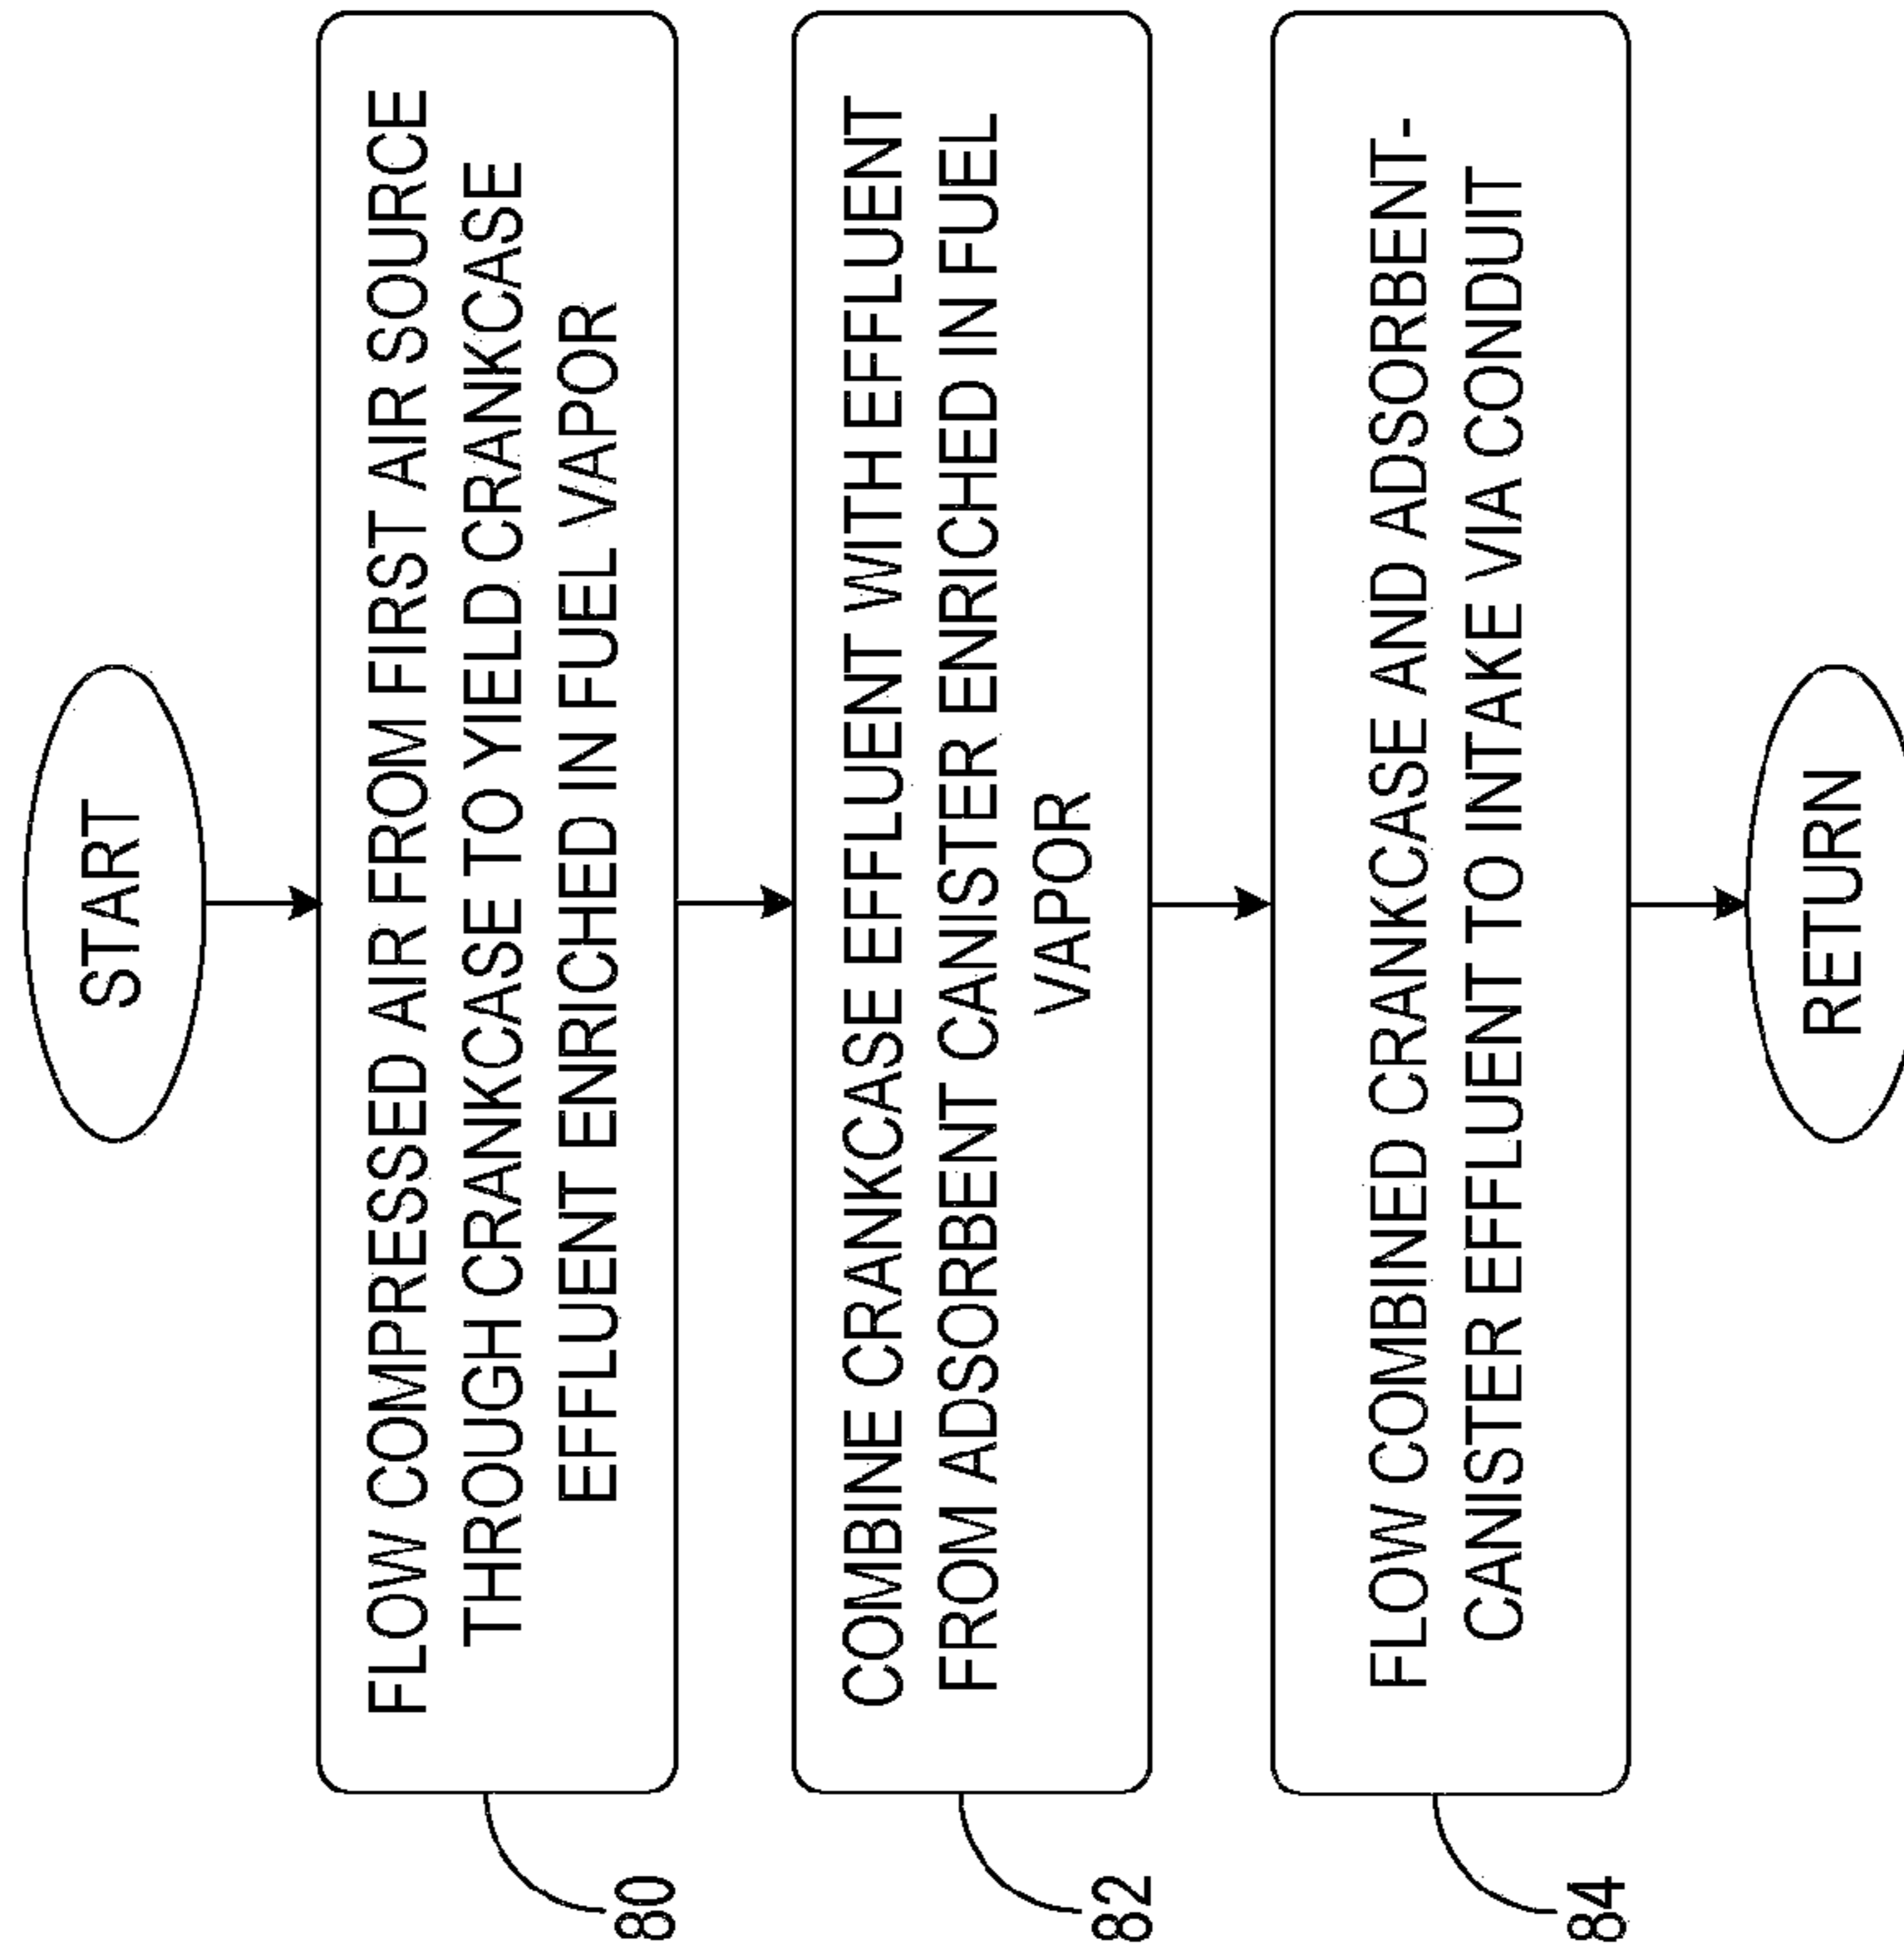 START
FLOW COMPRESSED AIR FROM FIRST AIR SOURCE
THROUGH CRANKCASE TO YIELD CRANKCASE
EFFLUENT ENRICHED IN FUEL VAPOR
80
COMBINE CRANKCASE EFFLUENT WITH EFFLUENT
FROM ADSORBENT CANISTER ENRICHED IN FUEL
VAPOR
82
FLOW COMBINED CRANKCASE AND ADSORBENT-
CANISTER EFFLUENT TO INTAKE VIA CONDUIT
84
RETURN